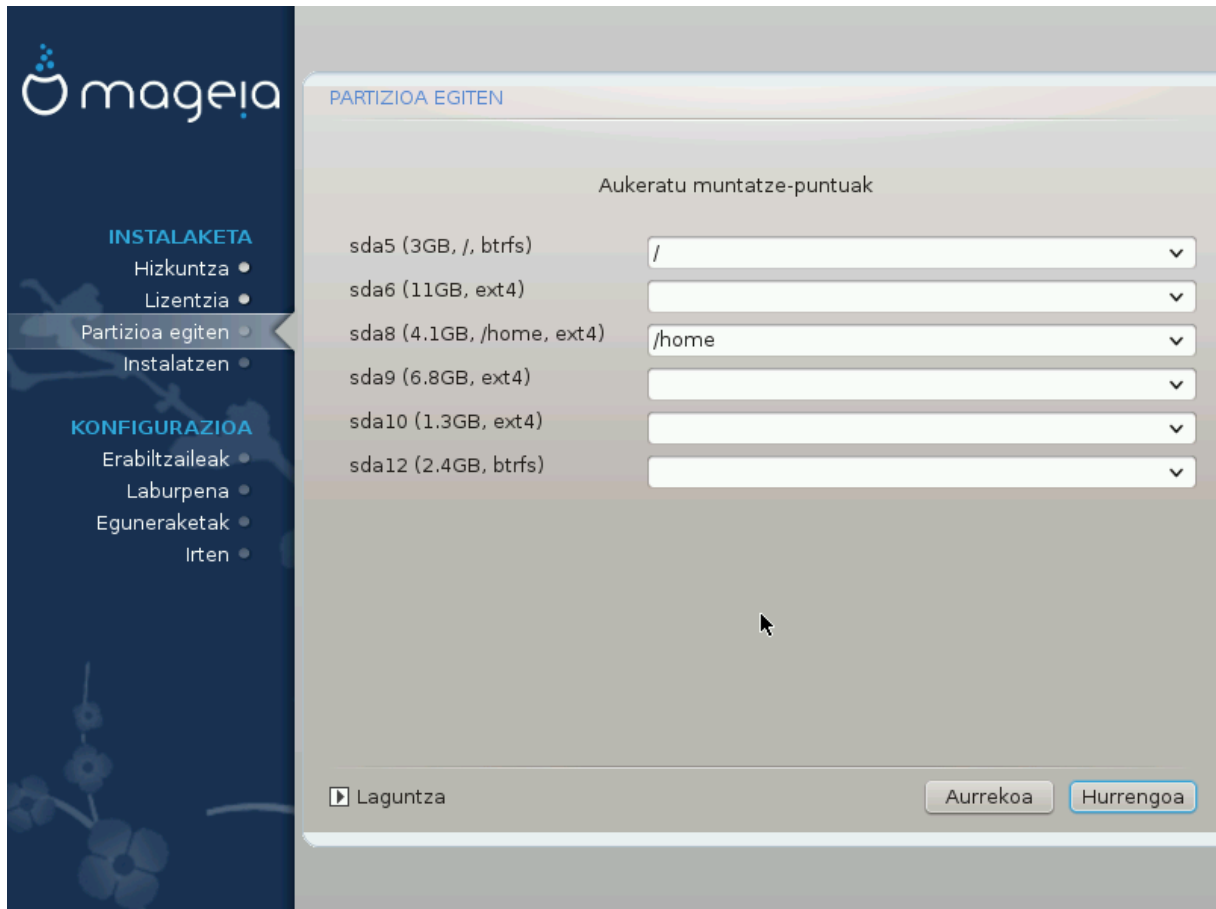 mageia
INSTALAKETA
Hizkuntza
Lizentzia
Partizioa egiten
Instalatzen
KONFIGURAZIOA
Erabiltzaileak
Laburpena
Eguneraketak
Irten
PARTIZIOA EGITEN
Aukeratu muntatze-puntuak
sda5 (3GB, /, btrfs) /
sda6 (11GB, ext4)
sda8 (4.1GB, /home, ext4) /home
sda9 (6.8GB, ext4)
sda10 (1.3GB, ext4)
sda12 (2.4GB, btrfs)
Laguntza
Aurrekoa
Hurrengoa